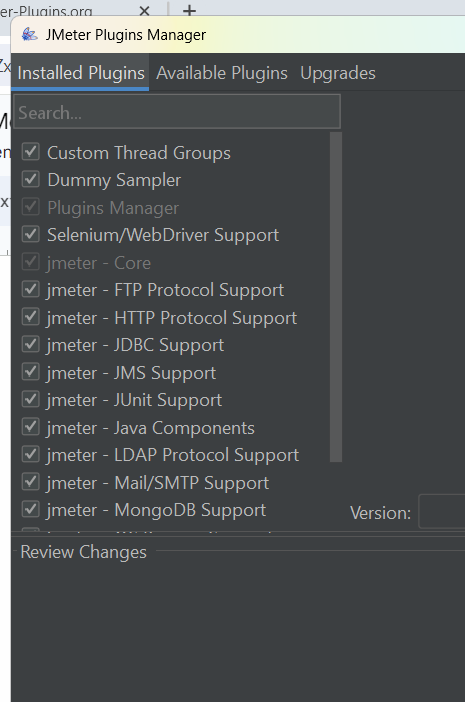 er-Plugins.org
JMeter Plugins Manager
Installed Plugins Available Plugins Upgrades
Search...
Custom Thread Groups
Dummy Sampler
Plugins Manager
Selenium/WebDriver Support
jmeter - Core
jmeter - FTP Protocol Support
jmeter - HTTP Protocol Support
jmeter - JDBC Support
jmeter - JMS Support
jmeter - JUnit Support
jmeter - Java Components
jmeter - LDAP Protocol Support
jmeter - Mail/SMTP Support
jmeter - MongoDB Support
Version:
Review Changes